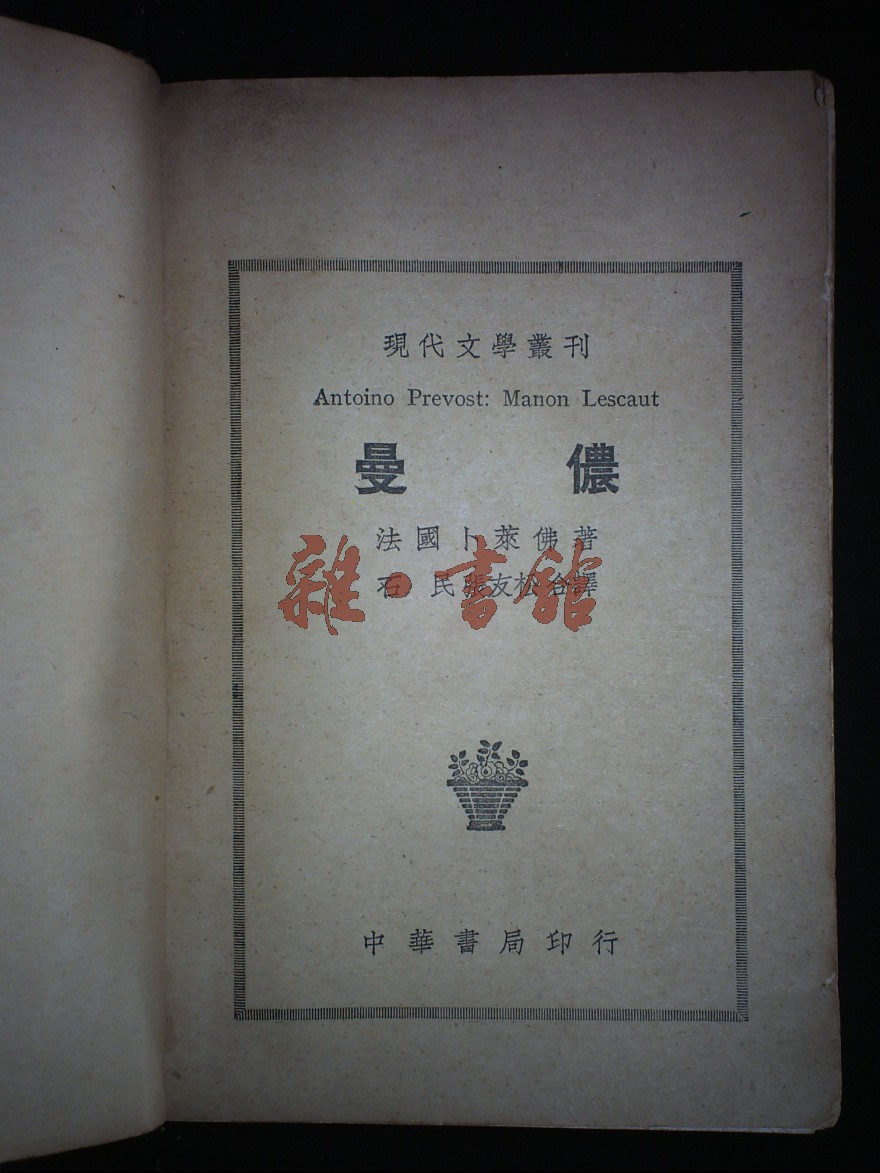 現代文學叢刊
Antoino Prevost: Manon Lescaut
曼儂
法國卜萊佛著
石民張友松合譯
雜·書館
中華書局印行